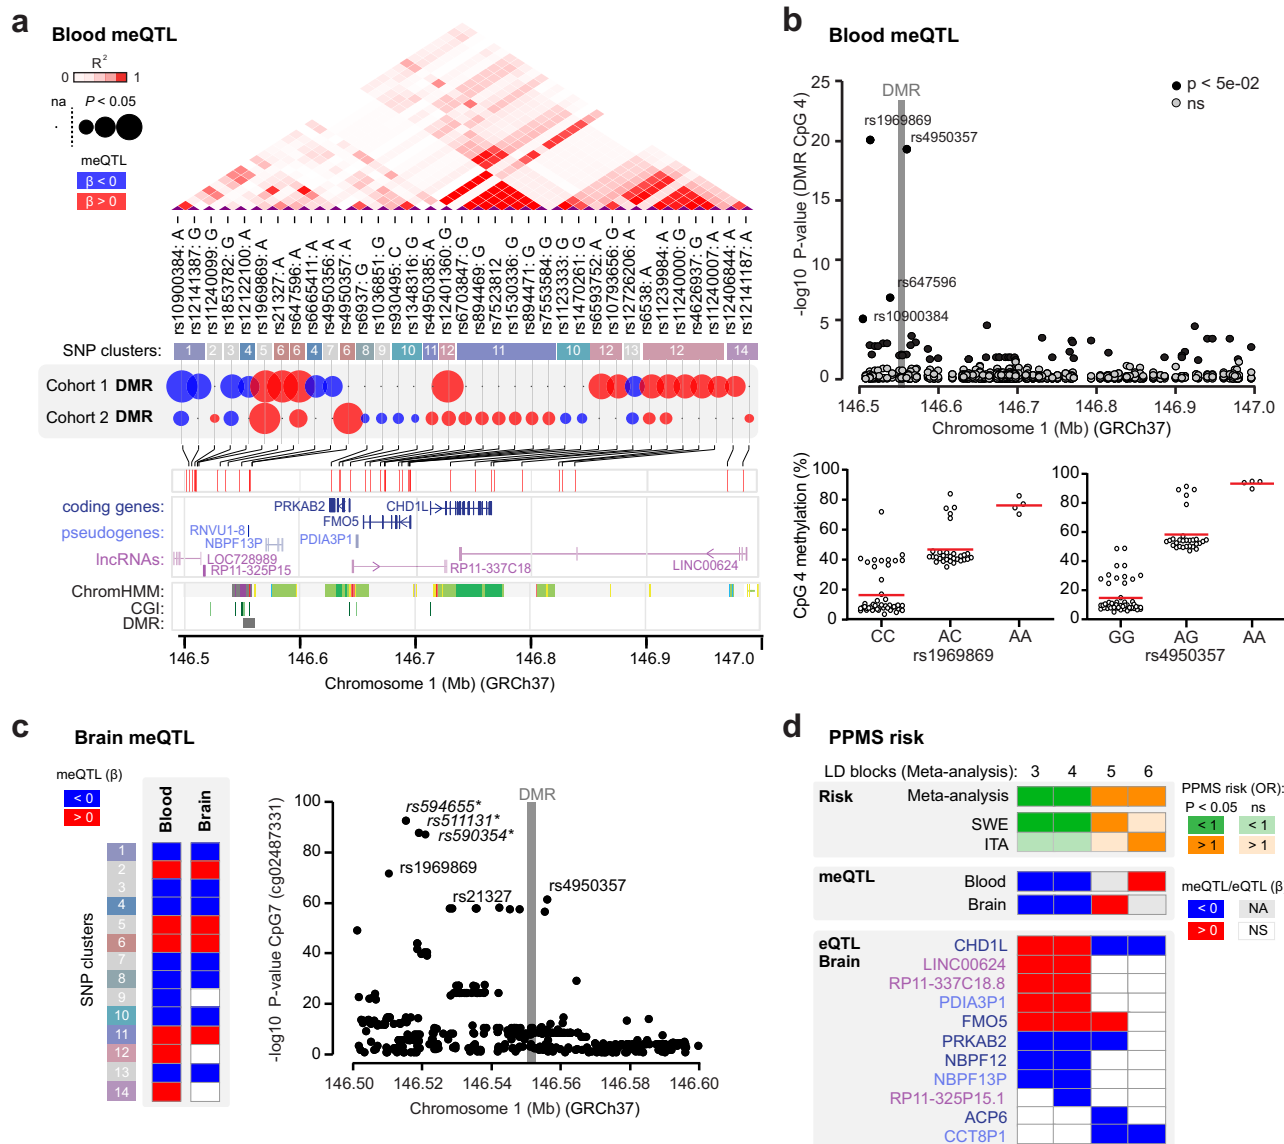 a
Blood meQTL
R2
0 1
na P < 0.05
meQTL
β < 0
β > 0
rs10900384: A
rs12141387: G
rs11240099: G
rs1853782: G
rs12122100: A
rs1969869: A
rs21327: A
rs647596: A
rs6665411: A
rs4950356: A
rs4950357: A
rs6937: G
rs1036851: G
rs930495: C
rs1348316: G
rs4950385: A
rs12401360: G
rs6703847: G
rs894469: G
rs7523812
rs1530336: G
rs894471: G
rs7553584: G
rs1123333: G
rs1470261: G
rs6593752: A
rs10793656: G
rs12726206: A
rs6538: A
rs11239984: A
rs11240000: G
rs4626937: G
rs11240007: A
rs12406844: A
rs12141187: A
SNP clusters: 1 2 3 4 5 6 6 4 7 6 8 9 10 11 12 11 10 12 13 12 14
Cohort 1 DMR
Cohort 2 DMR
coding genes: PRKAB2 CHD1L
FMO5
pseudogenes: RNVU1-8 PDIA3P1
NBPF13P
lncRNAs: LOC728989 RP11-337C18 LINC00624
RP11-325P15
ChromHMM:
CGI:
DMR:
146.5 146.6 146.7 146.8 146.9 147.0
Chromosome 1 (Mb) (GRCh37)
b
Blood meQTL
-log10 P-value (DMR CpG 4)
25
20
15
10
5
0
DMR
p < 5e-02
ns
rs1969869
rs4950357
rs647596
rs10900384
146.5 146.6 146.7 146.8 146.9 147.0
Chromosome 1 (Mb) (GRCh37)
CpG 4 methylation (%)
100
80
60
40
20
0
CC AC AA
rs1969869
100
80
60
40
20
0
GG AG AA
rs4950357
c
Brain meQTL
meQTL (β)
< 0
> 0
Blood
Brain
SNP clusters
1
2
3
4
5
6
7
8
9
10
11
12
13
14
-log10 P-value CpG7 (cg02487331)
100
80
60
40
20
0
DMR
rs594655*
rs511131*
rs590354*
rs1969869
rs21327
rs4950357
146.50 146.52 146.54 146.56 146.58 146.60
Chromosome 1 (Mb) (GRCh37)
d
PPMS risk
LD blocks (Meta-analysis): 3 4 5 6
Risk Meta-analysis
SWE
ITA
PPMS risk (OR):
P < 0.05 ns
< 1 < 1
> 1 > 1
meQTL Blood
Brain
meQTL/eQTL (β
< 0 NA
> 0 NS
eQTL
Brain
CHD1L
LINC00624
RP11-337C18.8
PDIA3P1
FMO5
PRKAB2
NBPF12
NBPF13P
RP11-325P15.1
ACP6
CCT8P1